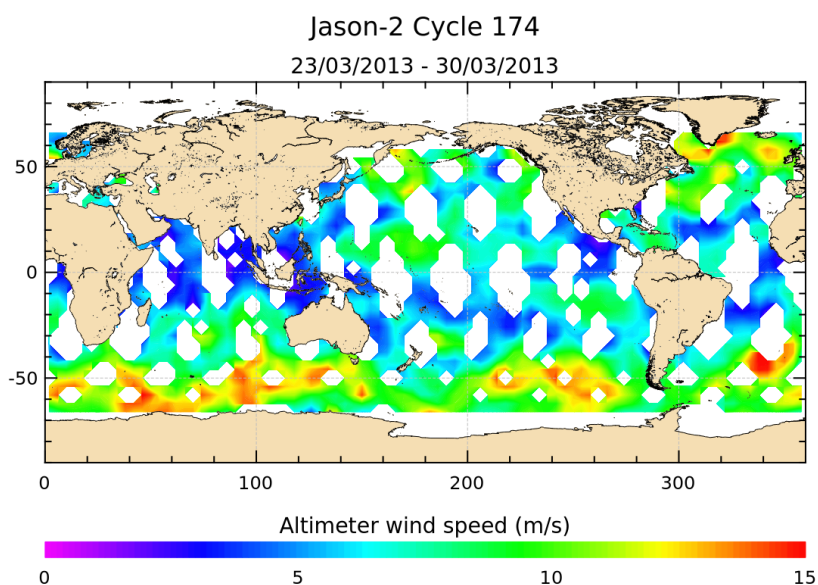 Jason-2 Cycle 174
23/03/2013 - 30/03/2013
50
0
-50
0 100 200 300
Altimeter wind speed (m/s)
0 5 10 15